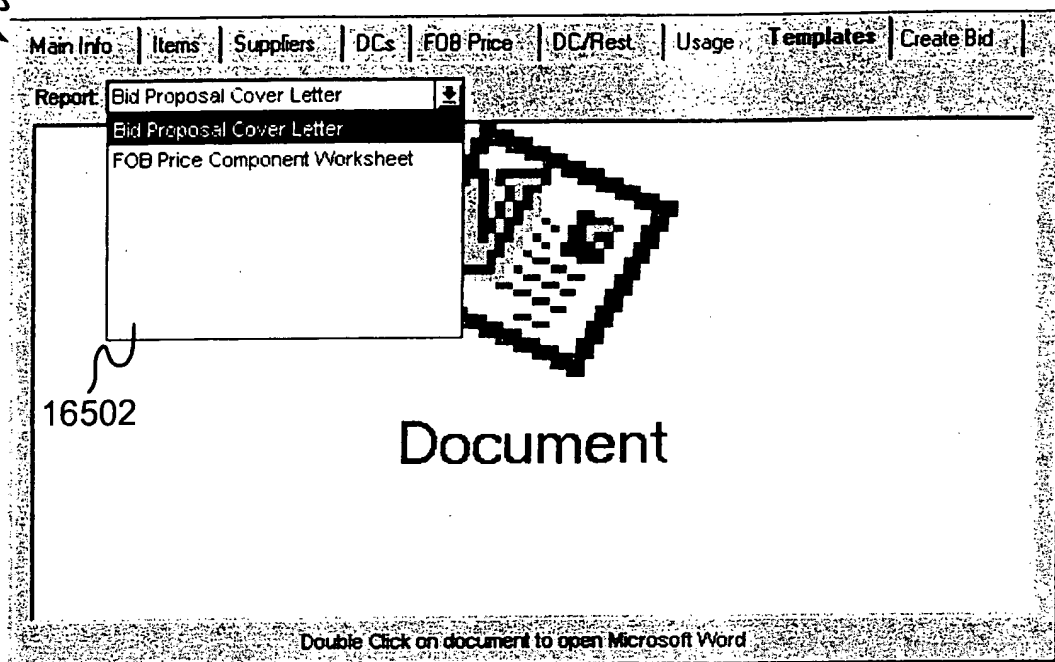 Main Info Items Suppliers DCs FOB Price DC/Rest. Usage Templates Create Bid
Report: Bid Proposal Cover Letter
Bid Proposal Cover Letter
FOB Price Component Worksheet
16502
Document
Double Click on document to open Microsoft Word